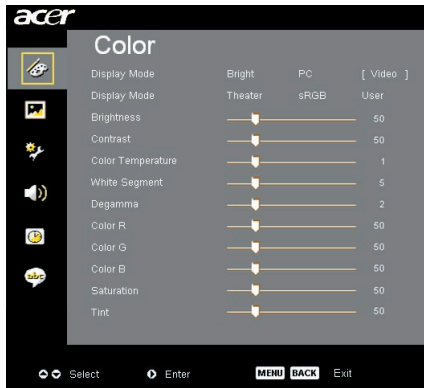 acer
Color
Display Mode Bright PC [ Video ]
Display Mode Theater sRGB User
Brightness 50
Contrast 50
Color Temperature 1
White Segment 5
Degamma 2
Color R 50
Color G 50
Color B 50
Saturation 50
Tint 50
abc
Select Enter MENU BACK Exit